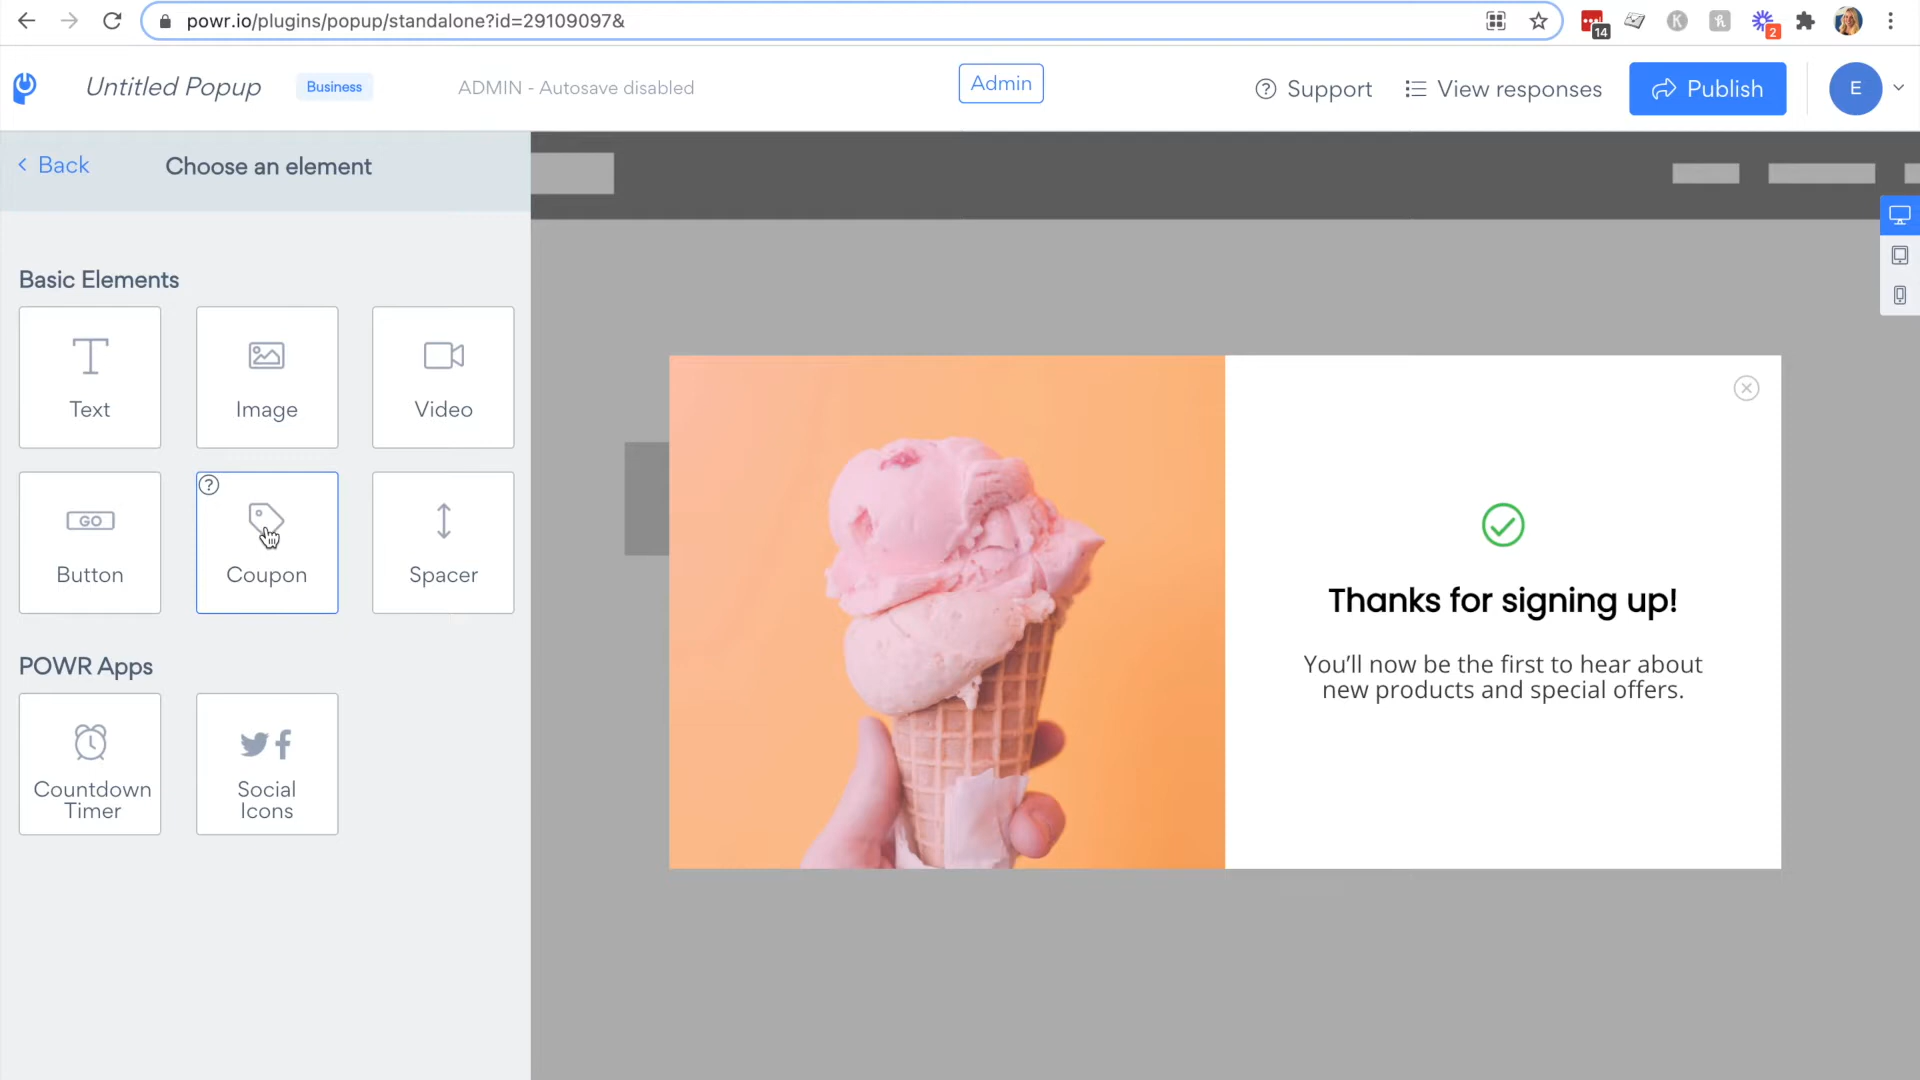 powr.io/plugins/popup/standalone?id=29109097&
14
K
2
Untitled Popup
Business
ADMIN - Autosave disabled
Admin
Support
View responses
Publish
E
Back
Choose an element
Basic Elements
Text
Image
Video
GO
Button
Coupon
Spacer
POWR Apps
Countdown
Timer
Social
Icons
Thanks for signing up!
You’ll now be the first to hear about
new products and special offers.